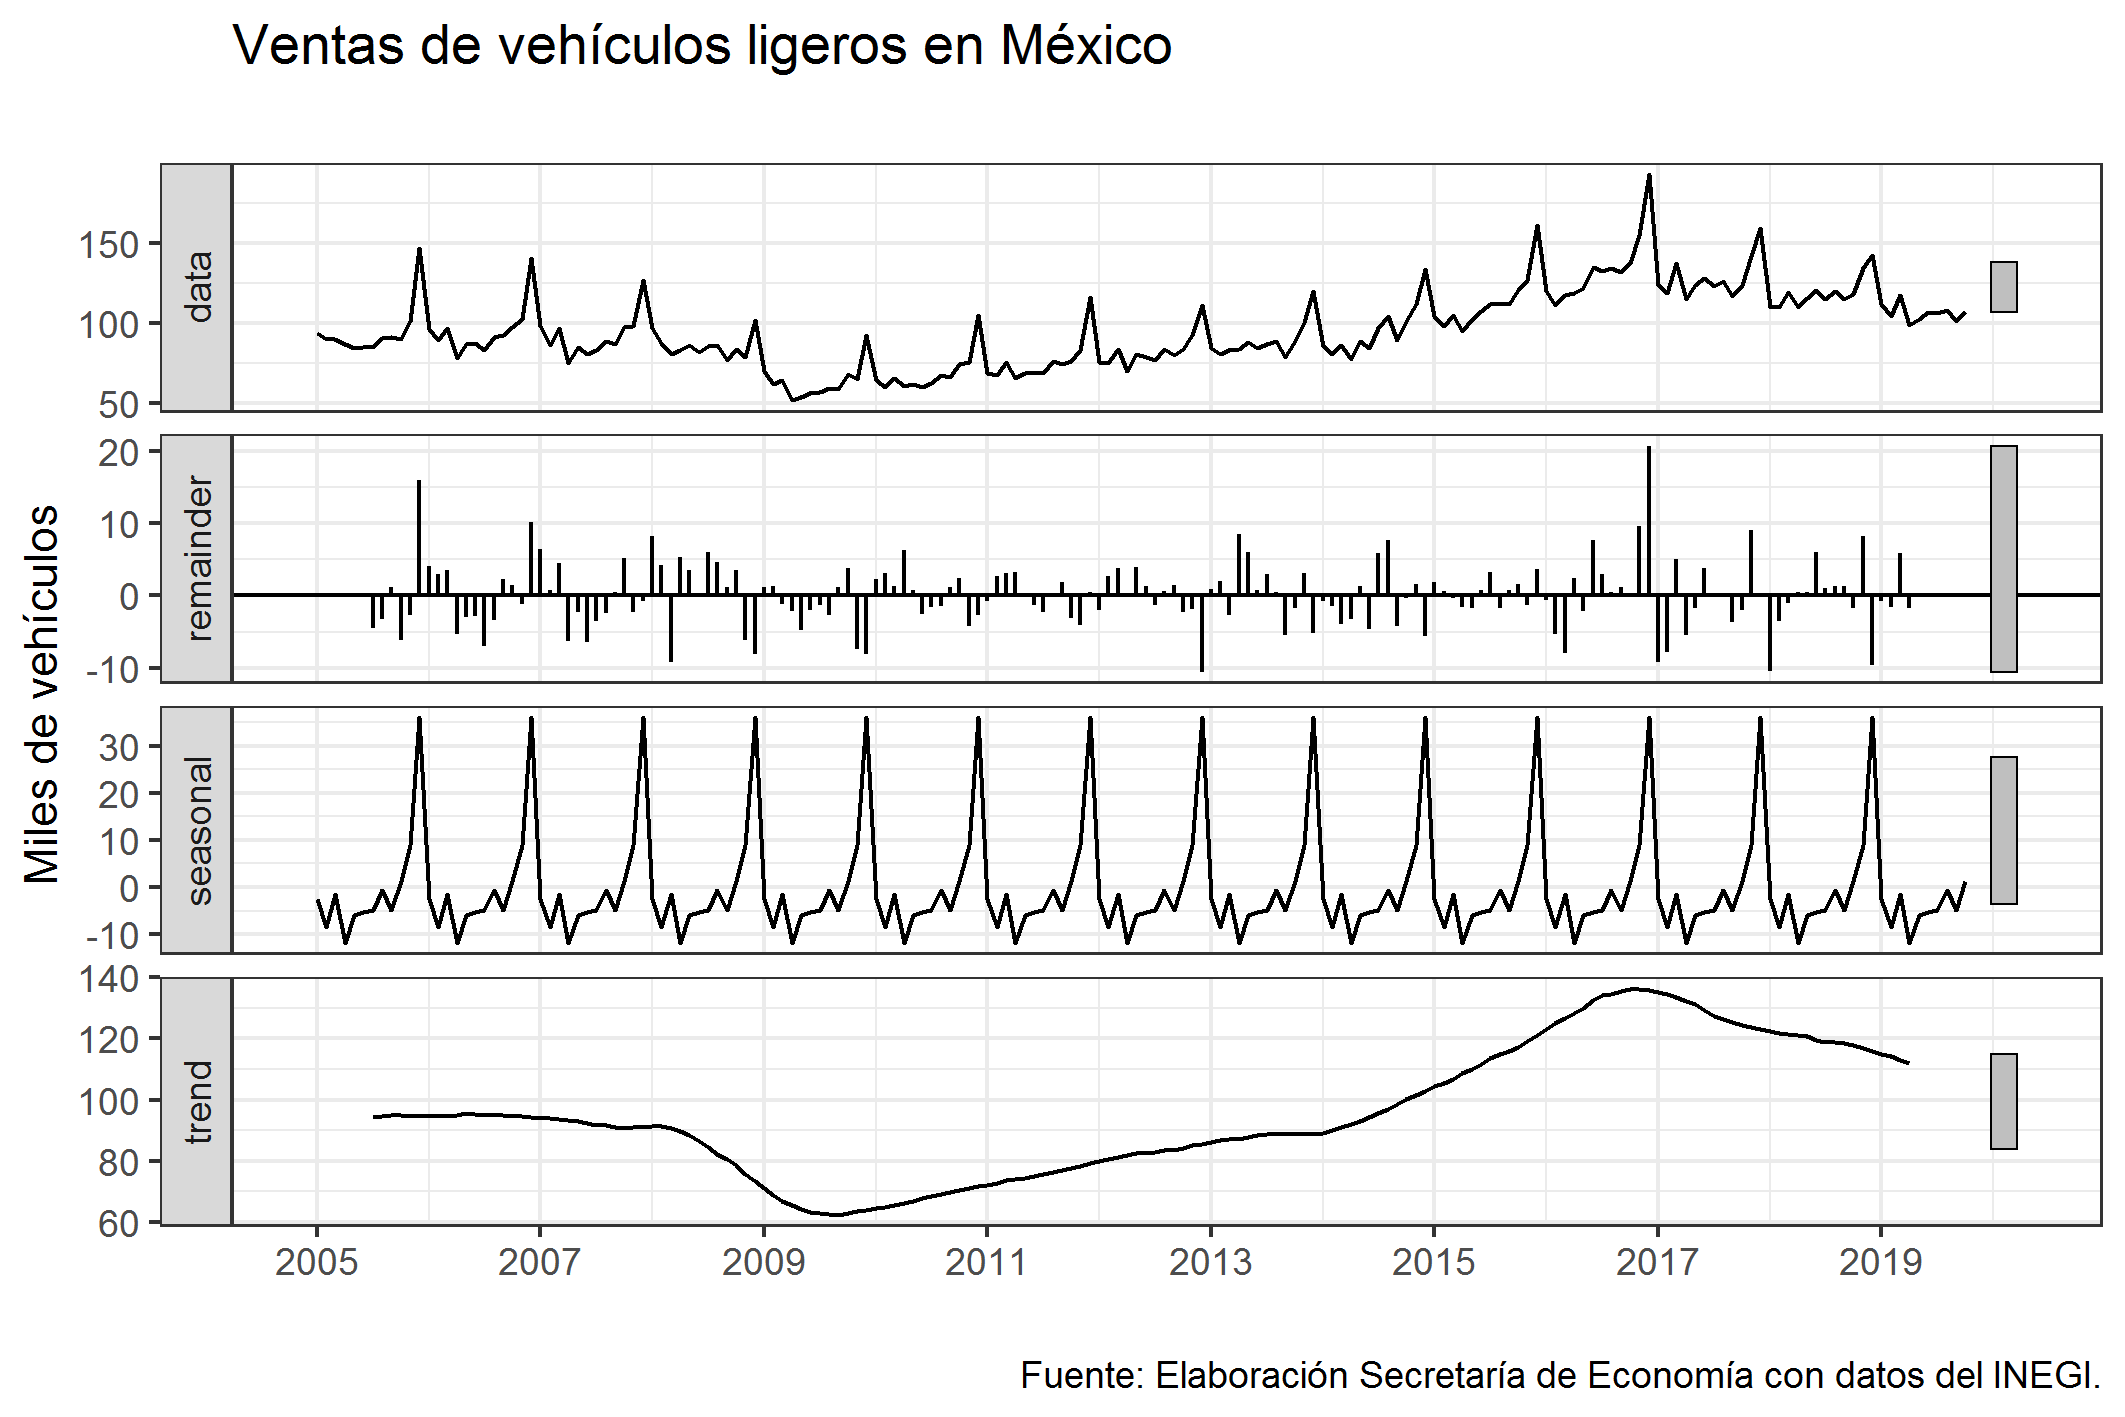 Ventas de vehículos ligeros en México
Miles de vehículos
data
150
100
50
remainder
20
10
0
-10
seasonal
30
20
10
0
-10
trend
140
120
100
80
60
2005 2007 2009 2011 2013 2015 2017 2019
Fuente: Elaboración Secretaría de Economía con datos del INEGI.